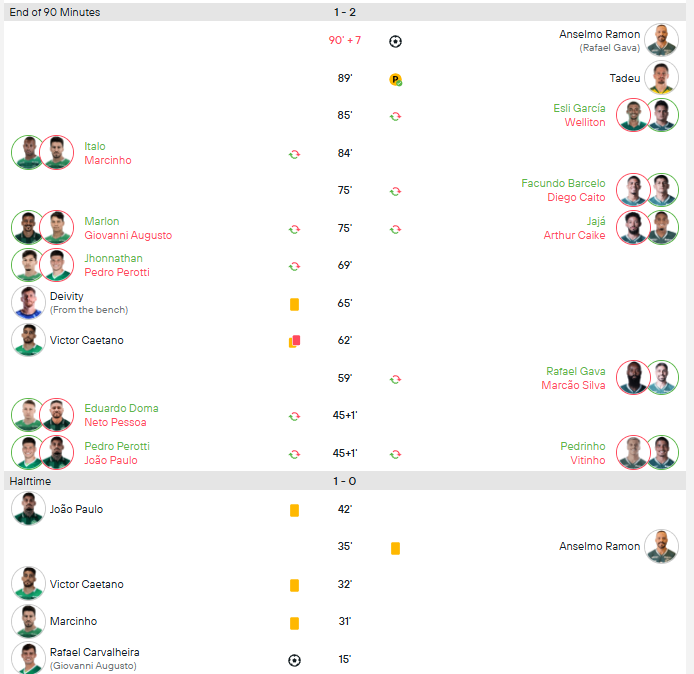 End of 90 Minutes 1 - 2
90' + 7 Anselmo Ramon
(Rafael Gava)
89' P Tadeu
85' Esli García
Welliton
Italo
Marcinho 84'
75' Facundo Barcelo
Diego Caito
Marlon
Giovanni Augusto 75' Jajá
Arthur Caike
Jhonnathan
Pedro Perotti 69'
Deivity
(From the bench) 65'
Victor Caetano 62'
59' Rafael Gava
Marcão Silva
Eduardo Doma
Neto Pessoa 45+1'
Pedro Perotti
João Paulo 45+1' Pedrinho
Vitinho
Halftime 1 - 0
João Paulo 42'
35' Anselmo Ramon
Victor Caetano 32'
Marcinho 31'
Rafael Carvalheira
(Giovanni Augusto) 15'